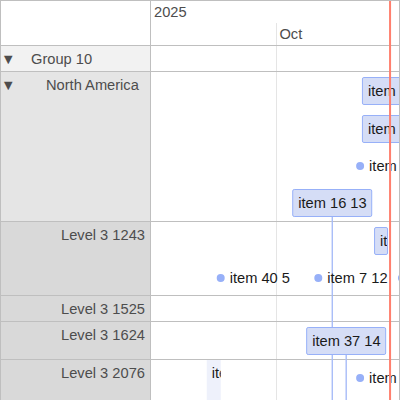 2025
Oct
Group 10
North America
item
item
item
item 16 13
Level 3 1243
it
item 40 5
item 7 12
Level 3 1525
Level 3 1624
item 37 14
Level 3 2076
it
item